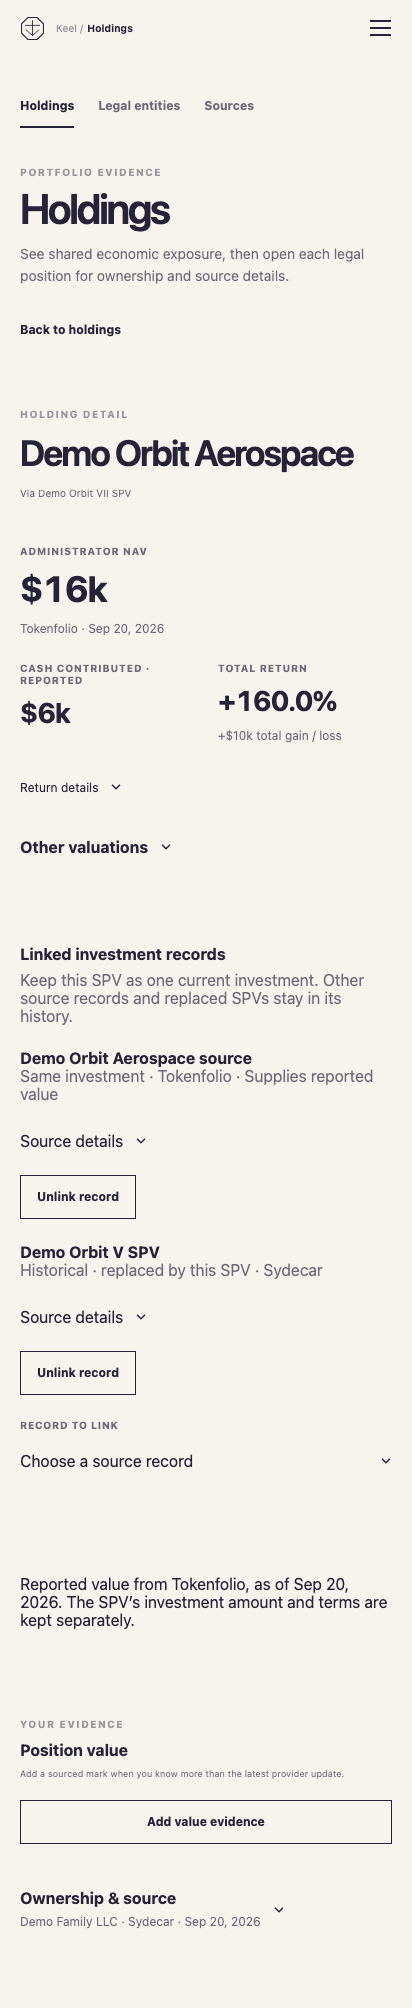 Keel / Holdings
Holdings
Legal entities
Sources
PORTFOLIO EVIDENCE
Holdings
See shared economic exposure, then open each legal
position for ownership and source details.
Back to holdings
HOLDING DETAIL
Demo Orbit Aerospace
Via Demo Orbit VII SPV
ADMINISTRATOR NAV
$16k
Tokenfolio · Sep 20, 2026
CASH CONTRIBUTED ·
REPORTED
$6k
TOTAL RETURN
+160.0%
+$10k total gain / loss
Return details
Other valuations
Linked investment records
Keep this SPV as one current investment. Other
source records and replaced SPVs stay in its
history.
Demo Orbit Aerospace source
Same investment · Tokenfolio · Supplies reported
value
Source details
Unlink record
Demo Orbit V SPV
Historical · replaced by this SPV · Sydecar
Source details
Unlink record
RECORD TO LINK
Choose a source record
Reported value from Tokenfolio, as of Sep 20,
2026. The SPV’s investment amount and terms are
kept separately.
YOUR EVIDENCE
Position value
Add a sourced mark when you know more than the latest provider update.
Add value evidence
Ownership & source
Demo Family LLC · Sydecar · Sep 20, 2026